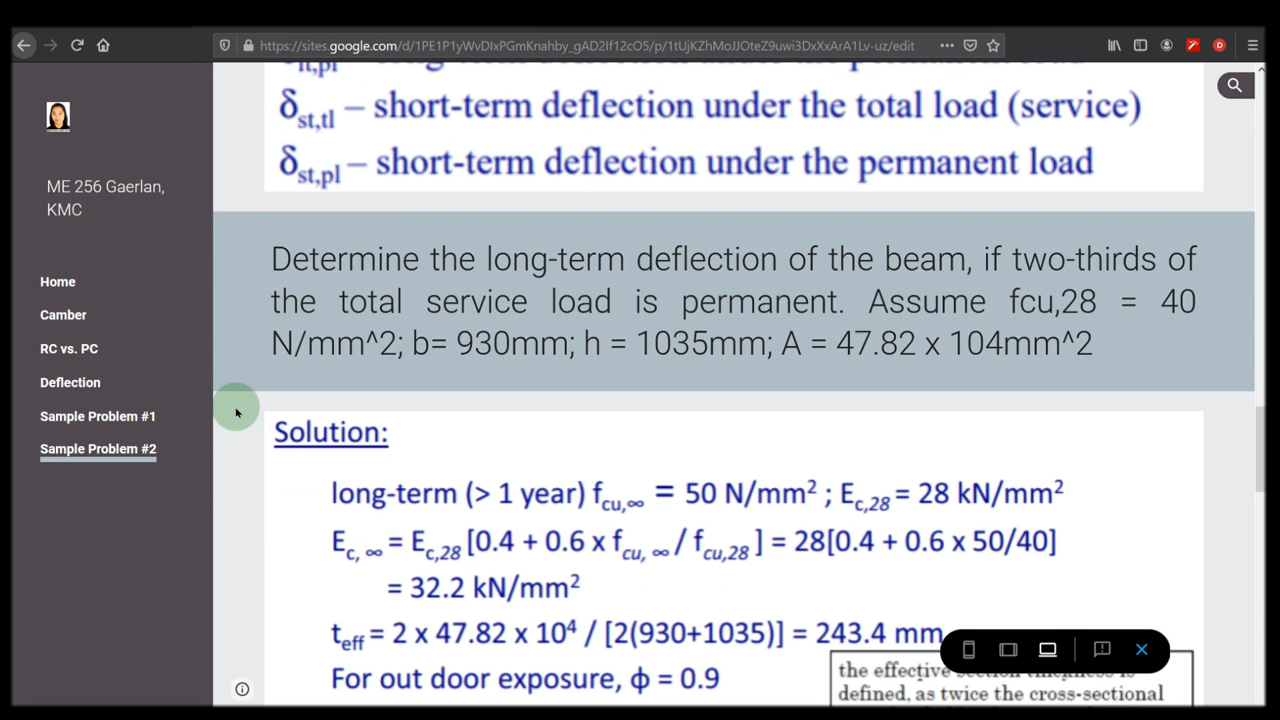 https://sites.google.com/d/1PE1P1yWvDIxPGmKnahby_gAD2If12cO5/p/1tUjKZhMoJJOteZ9uwi3DxXxArA1Lv-uz/edit
δst,tl – short-term deflection under the total load (service)
δst,pl – short-term deflection under the permanent load
ME 256 Gaerlan,
KMC
Home
Camber
RC vs. PC
Deflection
Sample Problem #1
Sample Problem #2
Determine the long-term deflection of the beam, if two-thirds of
the total service load is permanent. Assume fcu,28 = 40
N/mm^2; b= 930mm; h = 1035mm; A = 47.82 x 104mm^2
Solution:
long-term (> 1 year) fcu,∞ = 50 N/mm² ; Ec,28 = 28 kN/mm²
Ec, ∞ = Ec,28 [0.4 + 0.6 x fcu, ∞ / fcu,28 ] = 28[0.4 + 0.6 x 50/40]
= 32.2 kN/mm²
teff = 2 x 47.82 x 10⁴ / [2(930+1035)] = 243.4 mm
For out door exposure, ϕ = 0.9
the effective section thickness is
defined, as twice the cross-sectional